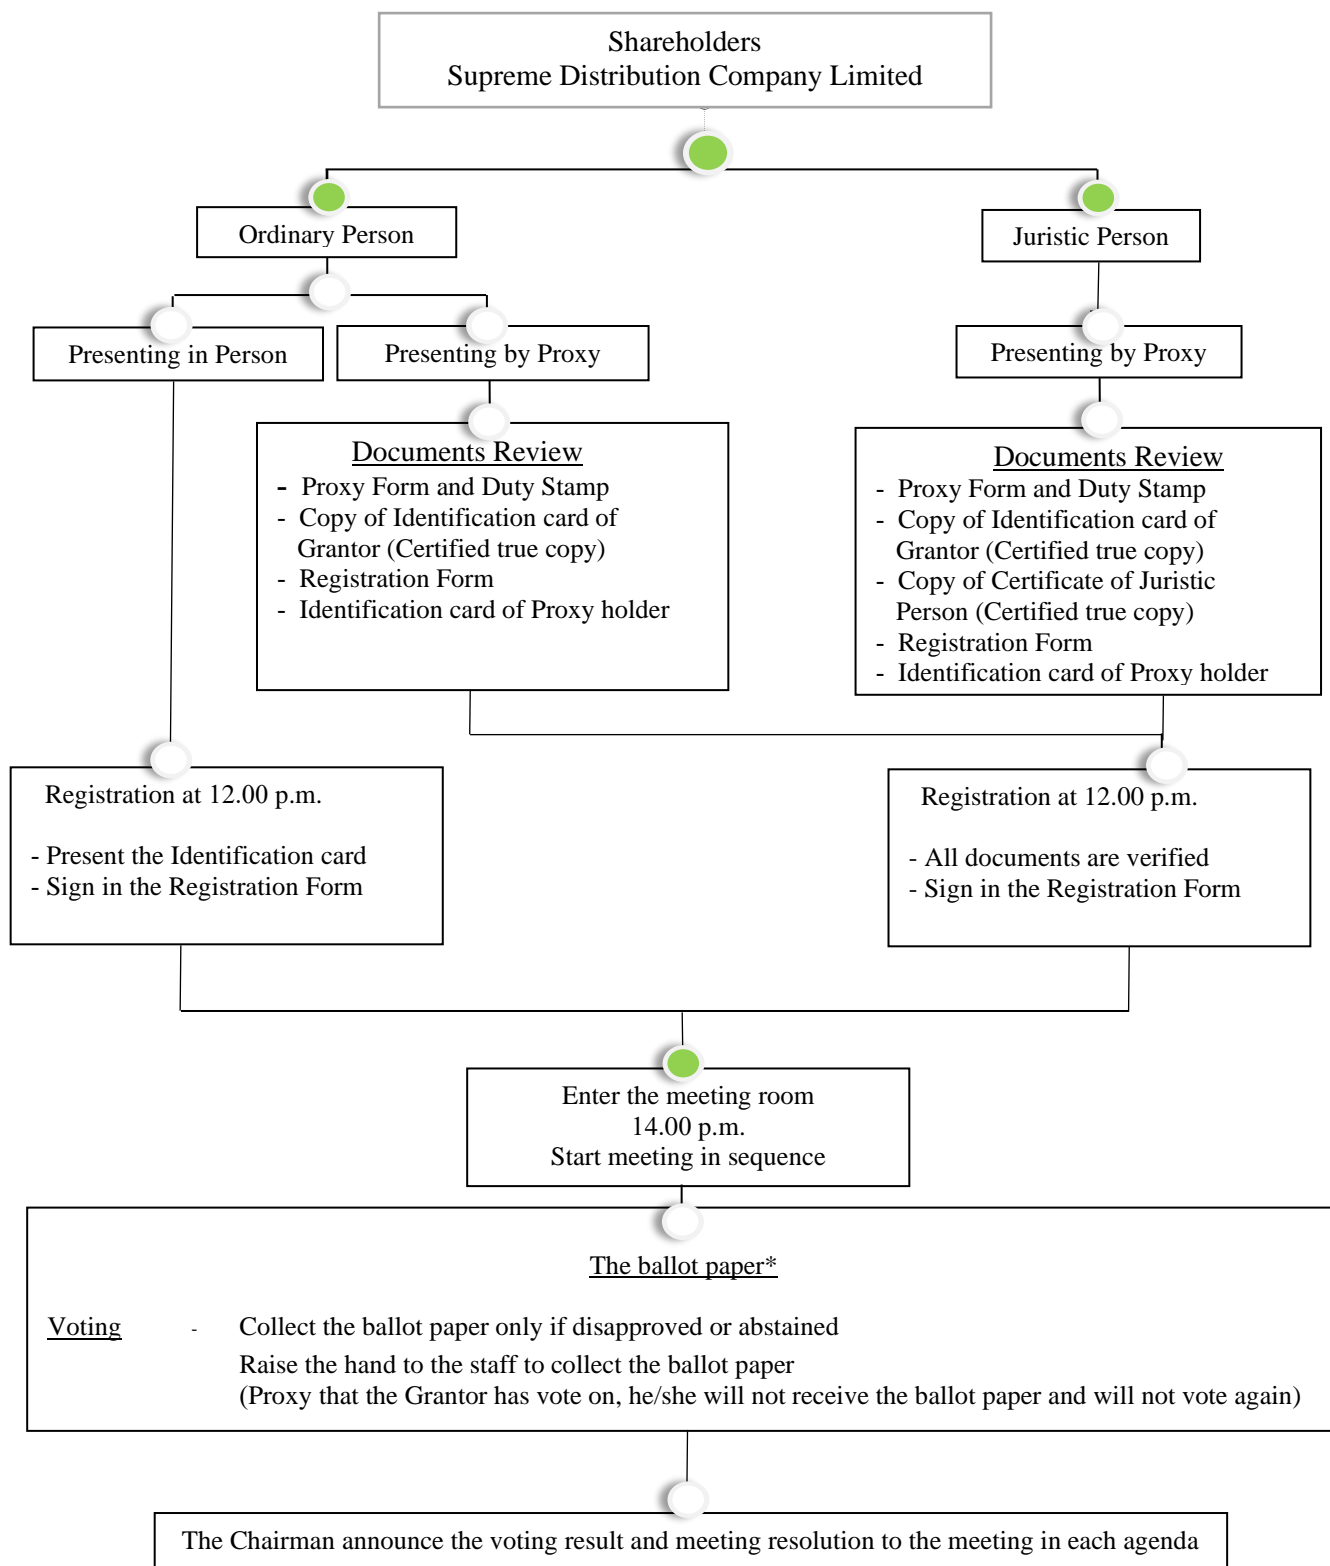 Shareholders
Supreme Distribution Company Limited
Ordinary Person
Juristic Person
Presenting in Person
Presenting by Proxy
Presenting by Proxy
Documents Review
- Proxy Form and Duty Stamp
- Copy of Identification card of
Grantor (Certified true copy)
- Registration Form
- Identification card of Proxy holder
Documents Review
- Proxy Form and Duty Stamp
- Copy of Identification card of
Grantor (Certified true copy)
- Copy of Certificate of Juristic
Person (Certified true copy)
- Registration Form
- Identification card of Proxy holder
Registration at 12.00 p.m.
- Present the Identification card
- Sign in the Registration Form
Registration at 12.00 p.m.
- All documents are verified
- Sign in the Registration Form
Enter the meeting room
14.00 p.m.
Start meeting in sequence
The ballot paper*
Voting - Collect the ballot paper only if disapproved or abstained
Raise the hand to the staff to collect the ballot paper
(Proxy that the Grantor has vote on, he/she will not receive the ballot paper and will not vote again)
The Chairman announce the voting result and meeting resolution to the meeting in each agenda